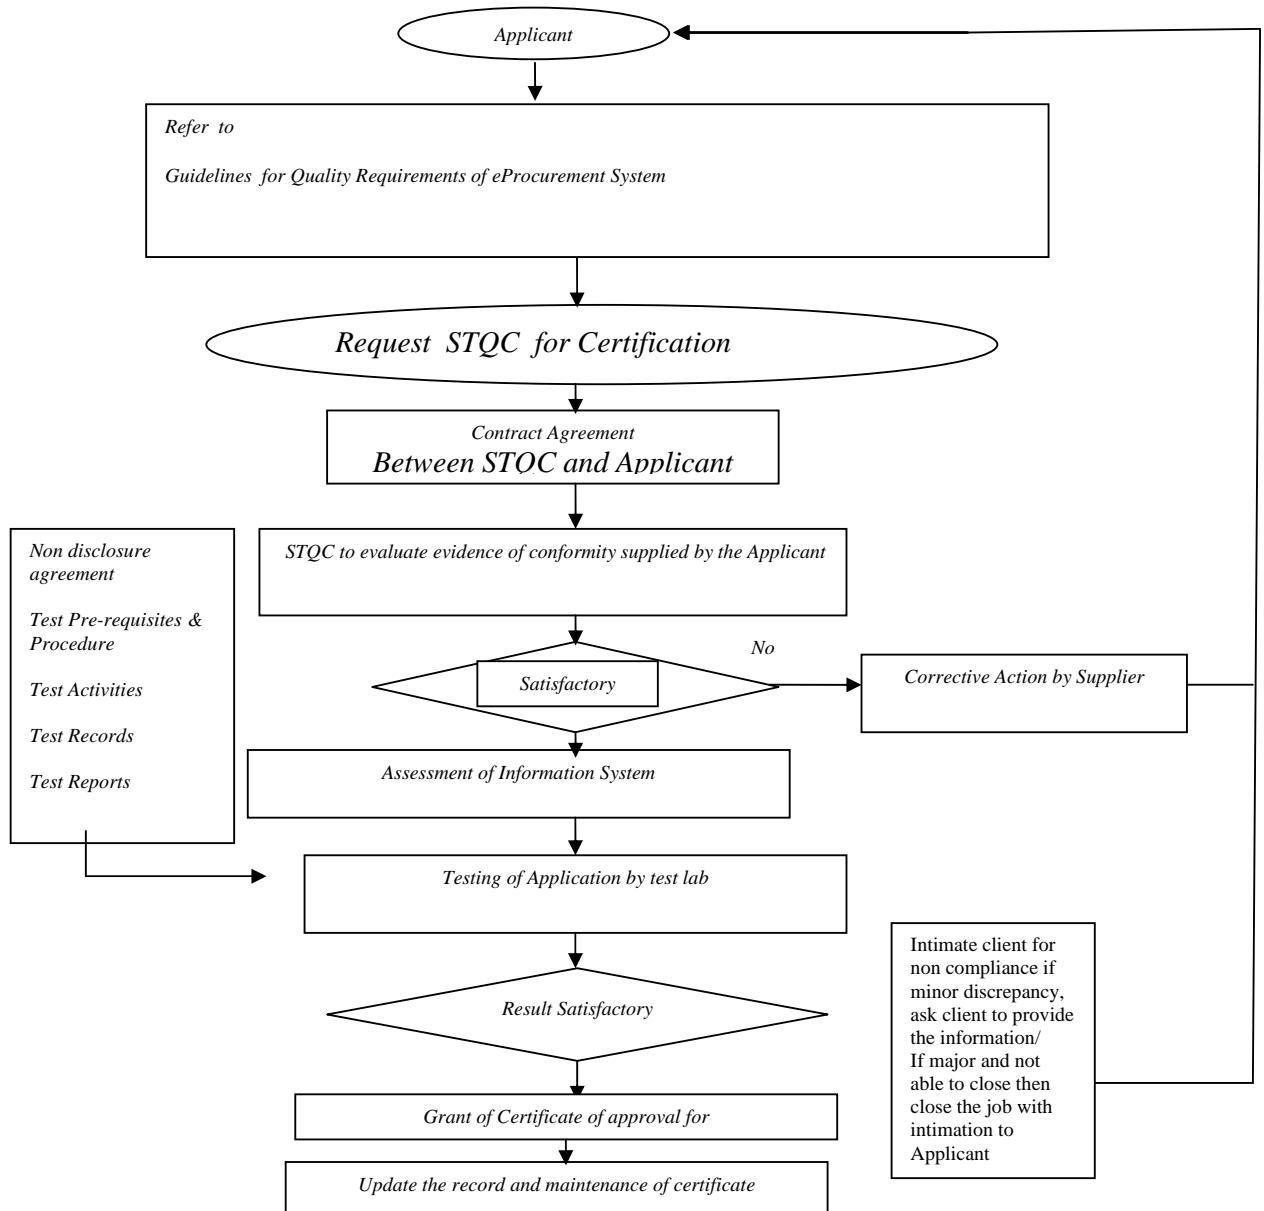 Applicant
Refer to
Guidelines for Quality Requirements of eProcurement System
Request STQC for Certification
Contract Agreement
Between STQC and Applicant
Non disclosure
agreement
Test Pre-requisites &
Procedure
Test Activities
Test Records
Test Reports
STQC to evaluate evidence of conformity supplied by the Applicant
No
Satisfactory
Corrective Action by Supplier
Assessment of Information System
Testing of Application by test lab
Result Satisfactory
Intimate client for
non compliance if
minor discrepancy,
ask client to provide
the information/
If major and not
able to close then
close the job with
intimation to
Applicant
Grant of Certificate of approval for
Update the record and maintenance of certificate